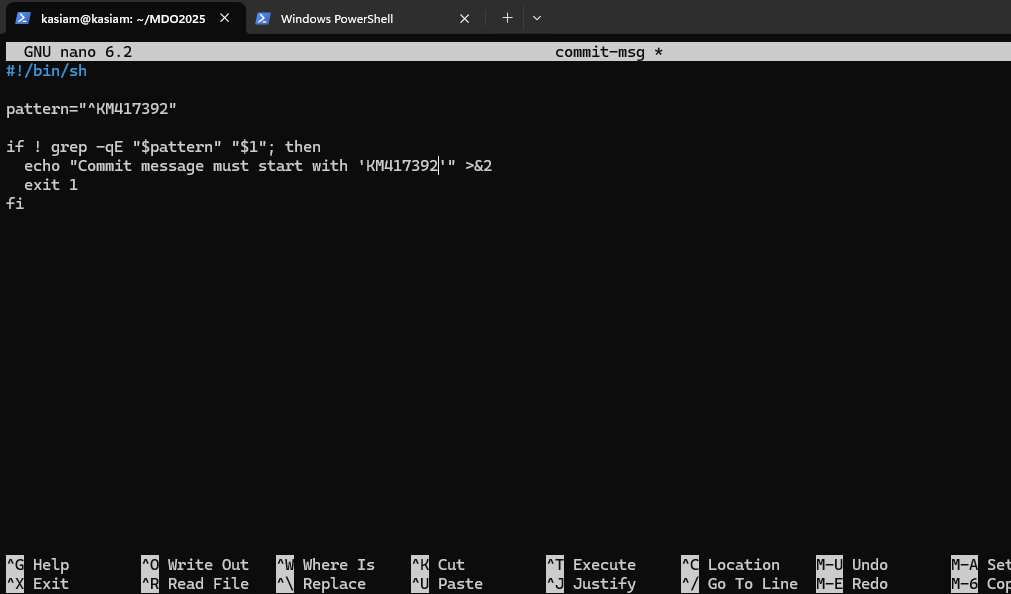 kasiam@kasiam: ~/MDO2025
Windows PowerShell
GNU nano 6.2 commit-msg *
#!/bin/sh
pattern="^KM417392"
if ! grep -qE "$pattern" "$1"; then
  echo "Commit message must start with 'KM417392'" >&2
  exit 1
fi
^G Help ^O Write Out ^W Where Is ^K Cut ^T Execute ^C Location M-U Undo M-A Set
^X Exit ^R Read File ^\ Replace ^U Paste ^J Justify ^/ Go To Line M-E Redo M-6 Cop